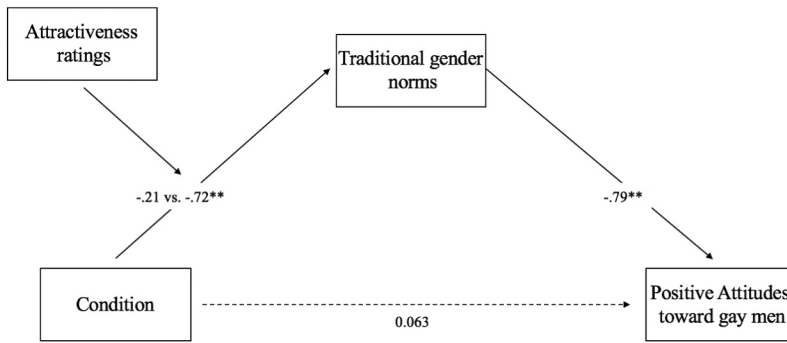 Attractiveness
ratings
Traditional gender
norms
-.21 vs. -.72**
-.79**
Condition
0.063
Positive Attitudes
toward gay men